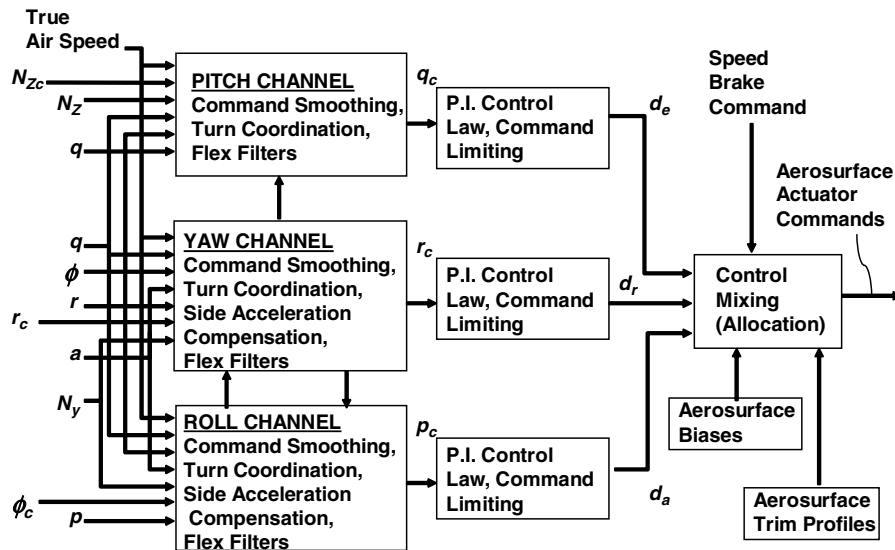 True
Air Speed
N_Zc
N_Z
q
q
ϕ
r
r_c
a
N_y
ϕ_c
p
PITCH CHANNEL
Command Smoothing,
Turn Coordination,
Flex Filters
YAW CHANNEL
Command Smoothing,
Turn Coordination,
Side Acceleration
Compensation,
Flex Filters
ROLL CHANNEL
Command Smoothing,
Turn Coordination,
Side Acceleration
Compensation,
Flex Filters
q_c
P.I. Control
Law, Command
Limiting
d_e
r_c
P.I. Control
Law, Command
Limiting
d_r
p_c
P.I. Control
Law, Command
Limiting
d_a
Speed
Brake
Command
Aerosurface
Actuator
Commands
Control
Mixing
(Allocation)
Aerosurface
Biases
Aerosurface
Trim Profiles